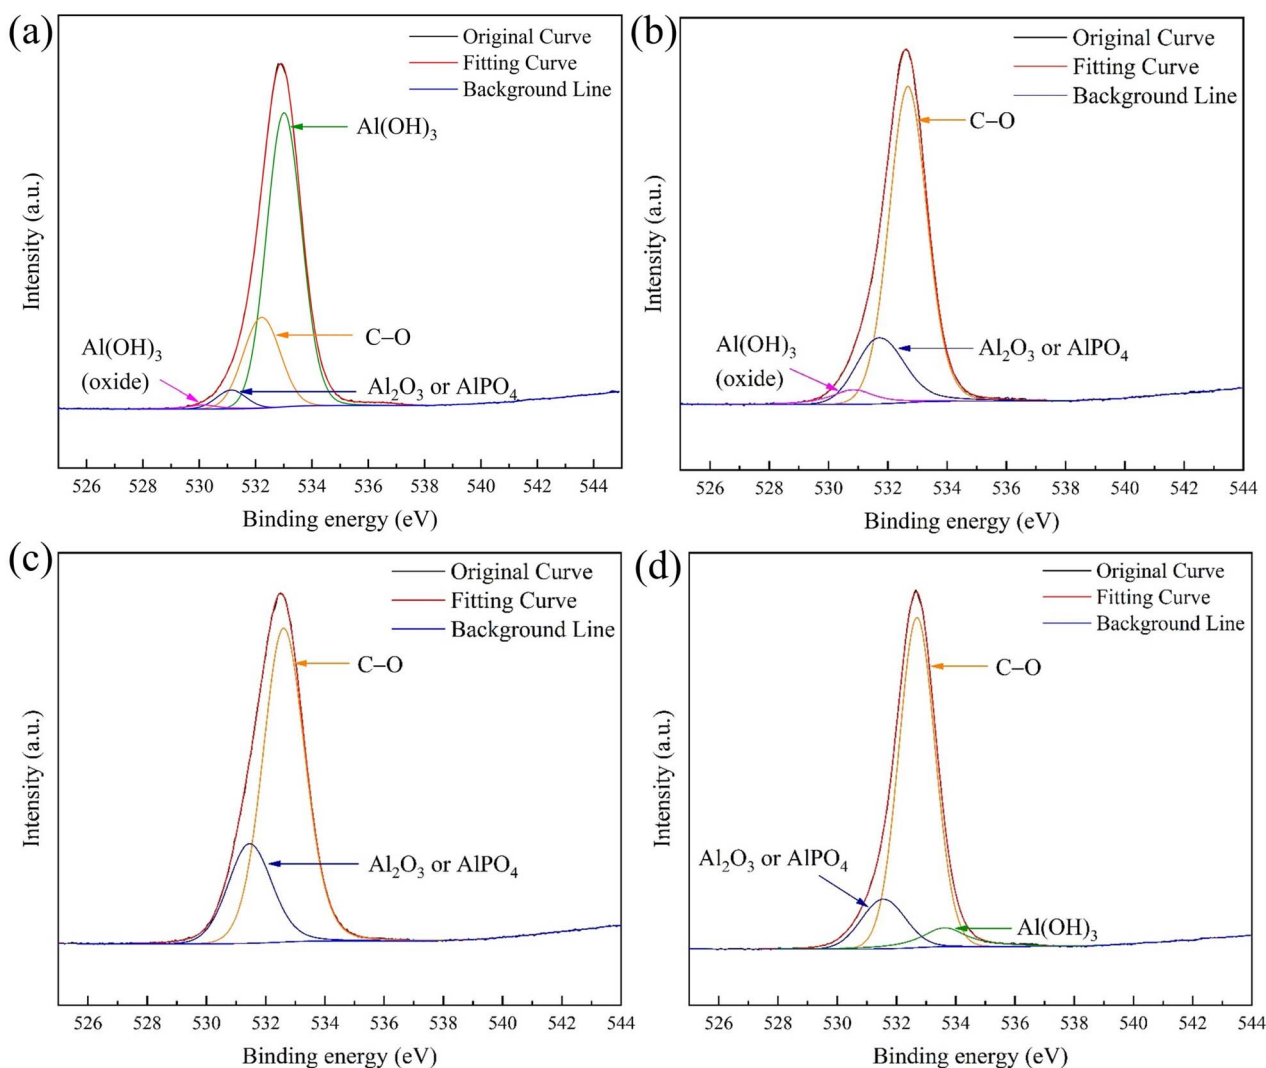 (a)
Original Curve
Fitting Curve
Background Line
Al(OH)₃
C–O
Al(OH)₃
(oxide)
Al₂O₃ or AlPO₄
Intensity (a.u.)
526 528 530 532 534 536 538 540 542 544
Binding energy (eV)
(b)
Original Curve
Fitting Curve
Background Line
C–O
Al(OH)₃
(oxide)
Al₂O₃ or AlPO₄
Intensity (a.u.)
526 528 530 532 534 536 538 540 542 544
Binding energy (eV)
(c)
Original Curve
Fitting Curve
Background Line
C–O
Al₂O₃ or AlPO₄
Intensity (a.u.)
526 528 530 532 534 536 538 540 542 544
Binding energy (eV)
(d)
Original Curve
Fitting Curve
Background Line
C–O
Al₂O₃ or AlPO₄
Al(OH)₃
Intensity (a.u.)
526 528 530 532 534 536 538 540 542 544
Binding energy (eV)